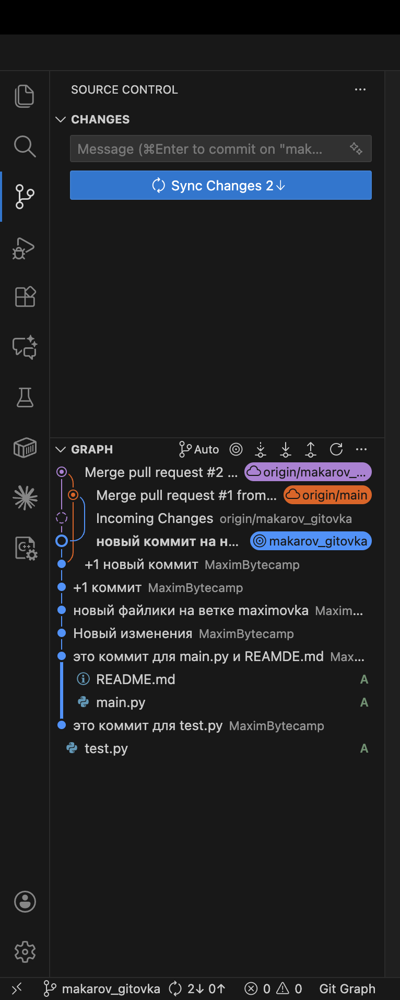 SOURCE CONTROL
CHANGES
Message (⌘Enter to commit on "mak...
Sync Changes 2↓
GRAPH Auto
Merge pull request #2 ... origin/makarov_...
Merge pull request #1 from... origin/main
Incoming Changes origin/makarov_gitovka
новый коммит на н... makarov_gitovka
+1 новый коммит MaximBytecamp
+1 коммит MaximBytecamp
новый файлики на ветке maximovka Maxim...
Новый изменения MaximBytecamp
это коммит для main.py и REAMDE.md Max...
README.md A
main.py A
это коммит для test.py MaximBytecamp
test.py A
makarov_gitovka 2↓ 0↑ 0 0 Git Graph